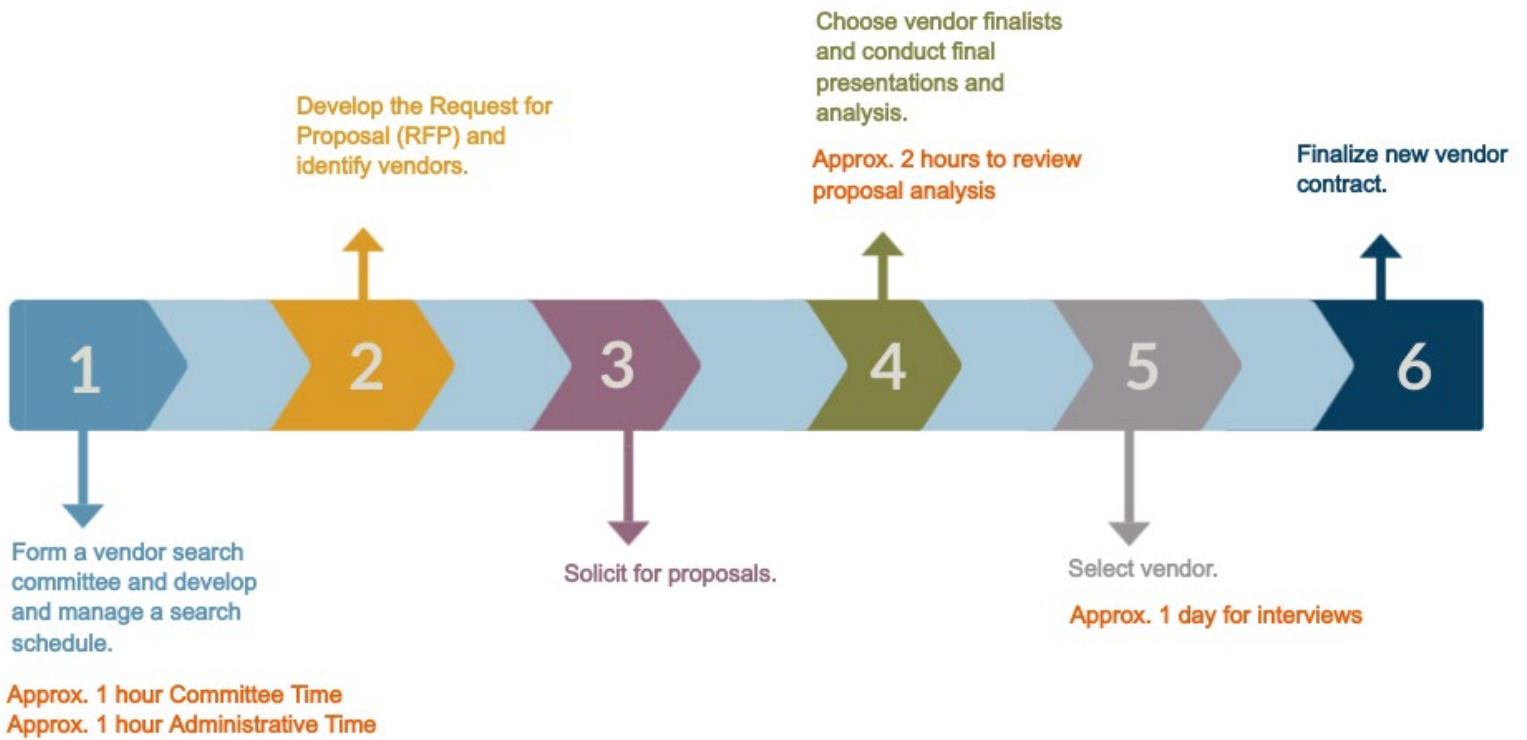 Choose vendor finalists
and conduct final
presentations and
analysis.
Approx. 2 hours to review
proposal analysis
Develop the Request for
Proposal (RFP) and
identify vendors.
Finalize new vendor
contract.
1
2
3
4
5
6
Form a vendor search
committee and develop
and manage a search
schedule.
Approx. 1 hour Committee Time
Approx. 1 hour Administrative Time
Solicit for proposals.
Select vendor.
Approx. 1 day for interviews